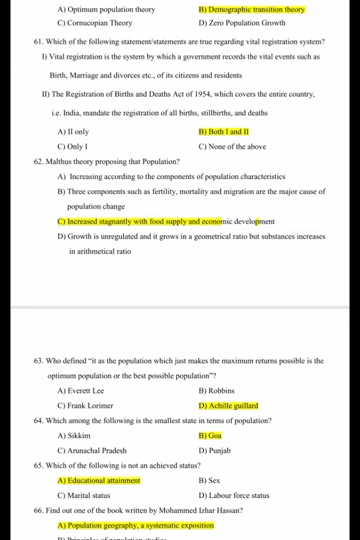 A) Optimum population theory B) Demographic transition theory
C) Cornucopian Theory D) Zero Population Growth
61. Which of the following statement/statements are true regarding vital registration system?
I) Vital registration is the system by which a government records the vital events such as
Birth, Marriage and divorces etc., of its citizens and residents
II) The Registration of Births and Deaths Act of 1954, which covers the entire country,
i.e. India, mandate the registration of all births, stillbirths, and deaths
A) II only B) Both I and II
C) Only I C) None of the above
62. Malthus theory proposing that Population?
A) Increasing according to the components of population characteristics
B) Three components such as fertility, mortality and migration are the major cause of
population change
C) Increased stagnantly with food supply and economic development
D) Growth is unregulated and it grows in a geometrical ratio but substances increases
in arithmetical ratio
63. Who defined “it as the population which just makes the maximum returns possible is the
optimum population or the best possible population”?
A) Everett Lee B) Robbins
C) Frank Lorimer D) Achille guillard
64. Which among the following is the smallest state in terms of population?
A) Sikkim B) Goa
C) Arunachal Pradesh D) Punjab
65. Which of the following is not an achieved status?
A) Educational attainment B) Sex
C) Marital status D) Labour force status
66. Find out one of the book written by Mohammed Izhar Hassan?
A) Population geography, a systematic exposition
B) Principles of population studies